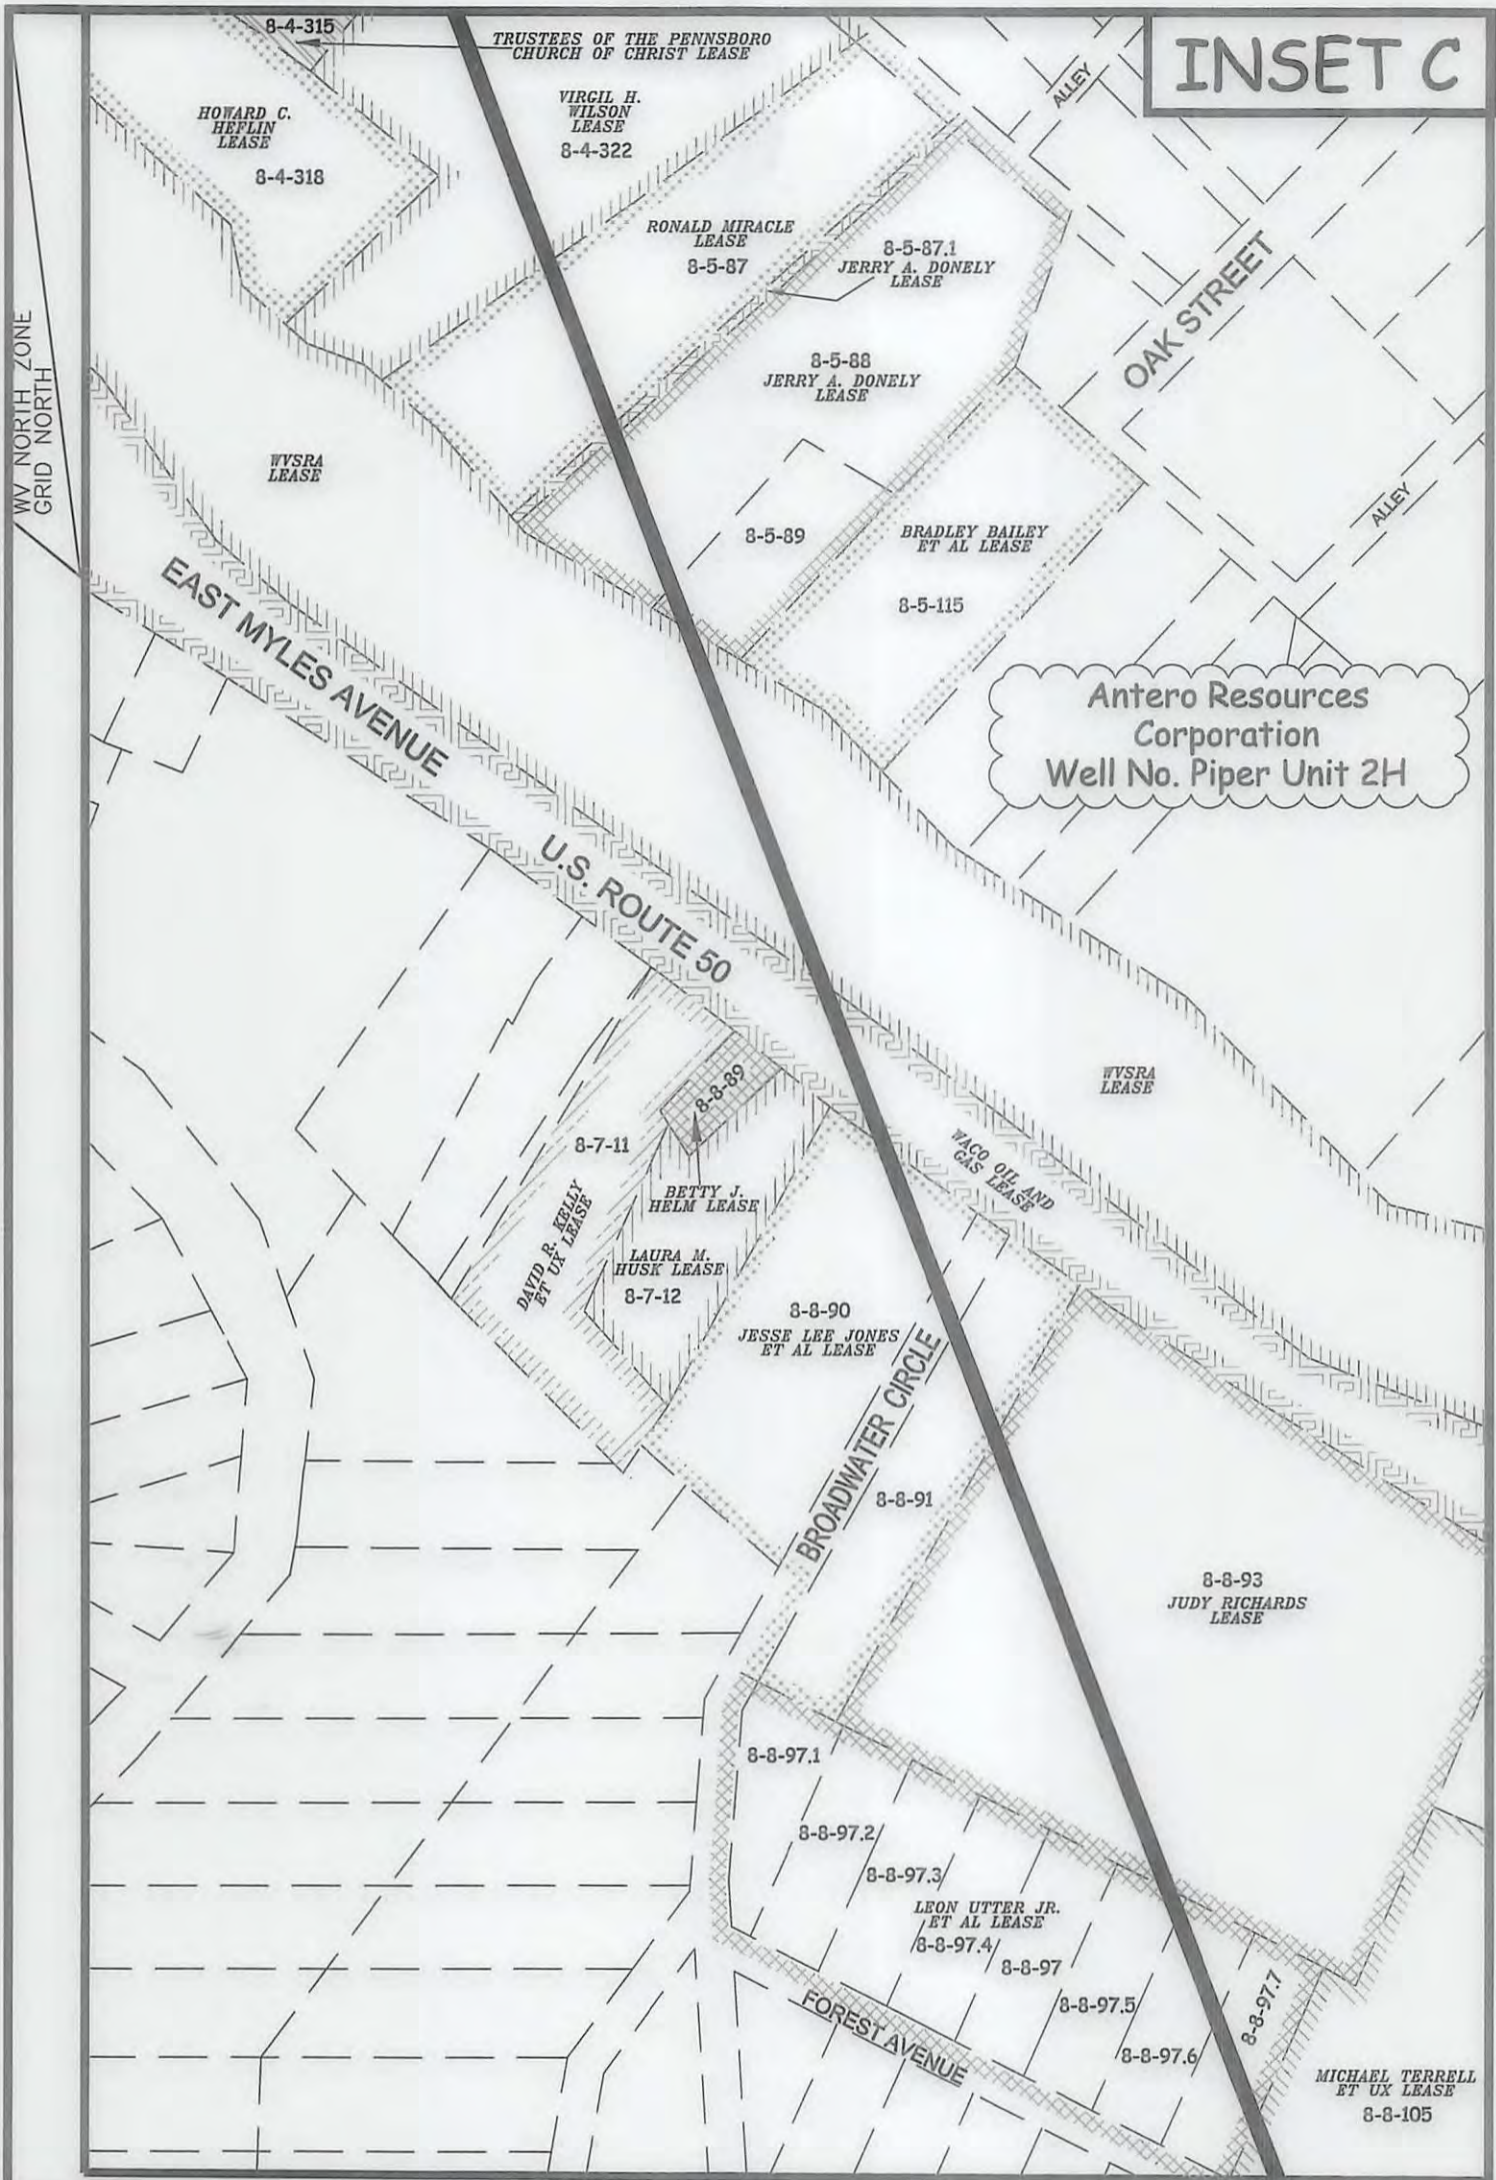 INSET C
8-4-315
TRUSTEES OF THE PENNSBORO
CHURCH OF CHRIST LEASE
ALLEY
HOWARD C.
HEFLIN
LEASE
8-4-318
VIRGIL H.
WILSON
LEASE
8-4-322
RONALD MIRACLE
LEASE
8-5-87
8-5-87.1
JERRY A. DONELY
LEASE
OAK STREET
8-5-88
JERRY A. DONELY
LEASE
WV NORTH ZONE
GRID NORTH
WVSRA
LEASE
8-5-89
BRADLEY BAILEY
ET AL LEASE
8-5-115
ALLEY
EAST MYLES AVENUE
Antero Resources
Corporation
Well No. Piper Unit 2H
U.S. ROUTE 50
WVSRA
LEASE
8-8-89
8-7-11
WACO OIL AND
GAS LEASE
BETTY J.
HELM LEASE
DAVID R. KELLY
ET UX LEASE
LAURA M.
HUSK LEASE
8-7-12
8-8-90
JESSE LEE JONES
ET AL LEASE
BROADWATER CIRCLE
8-8-91
8-8-93
JUDY RICHARDS
LEASE
8-8-97.1
8-8-97.2
8-8-97.3
LEON UTTER JR.
ET AL LEASE
8-8-97.4
8-8-97
8-8-97.5
8-8-97.6
8-8-97.7
FOREST AVENUE
MICHAEL TERRELL
ET UX LEASE
8-8-105